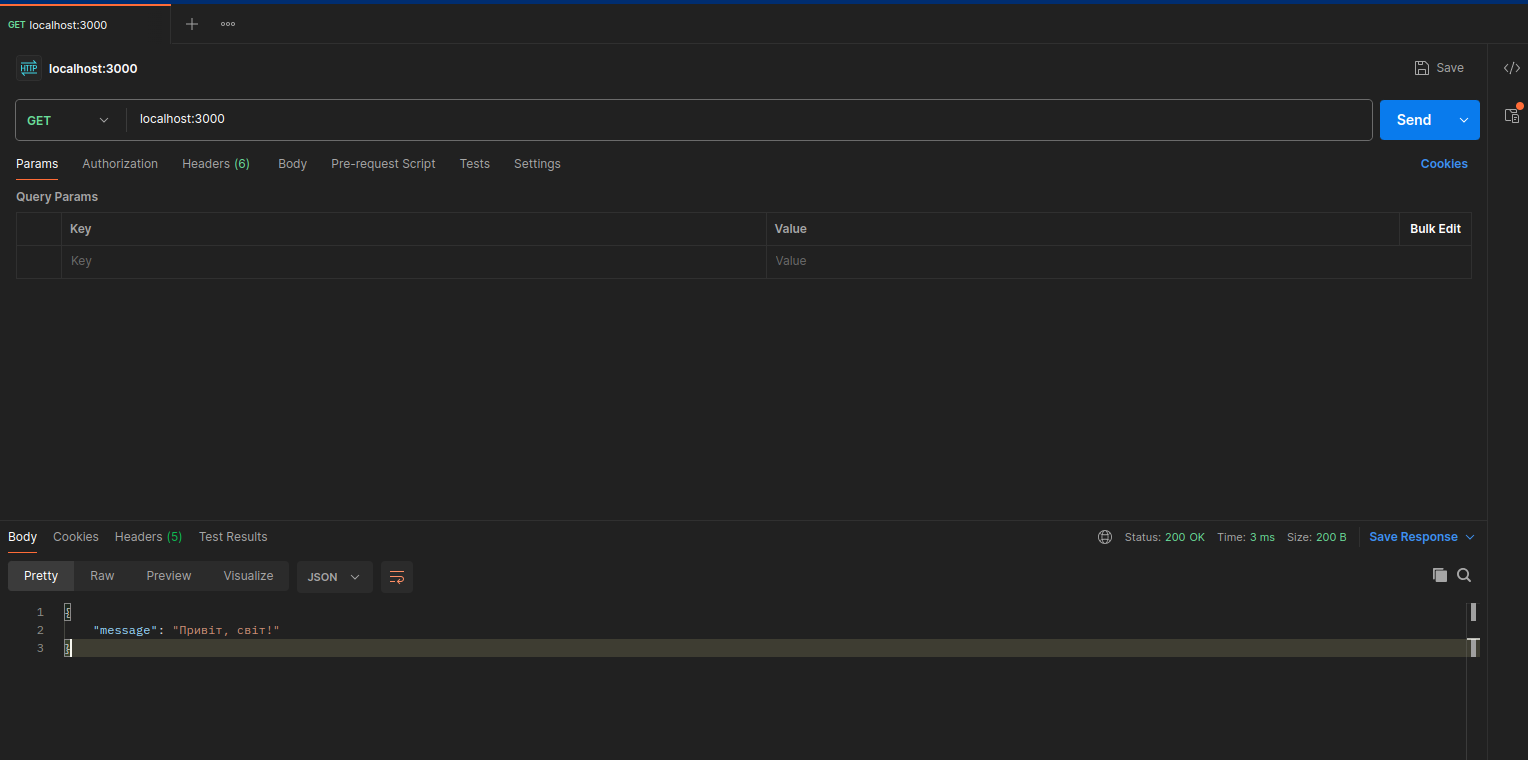 GET localhost:3000
HTTP localhost:3000 Save
GET localhost:3000 Send
Params Authorization Headers (6) Body Pre-request Script Tests Settings Cookies
Query Params
Key Value Bulk Edit
Key Value
Body Cookies Headers (5) Test Results Status: 200 OK Time: 3 ms Size: 200 B Save Response
Pretty Raw Preview Visualize JSON
1 {
2 "message": "Привіт, світ!"
3 }